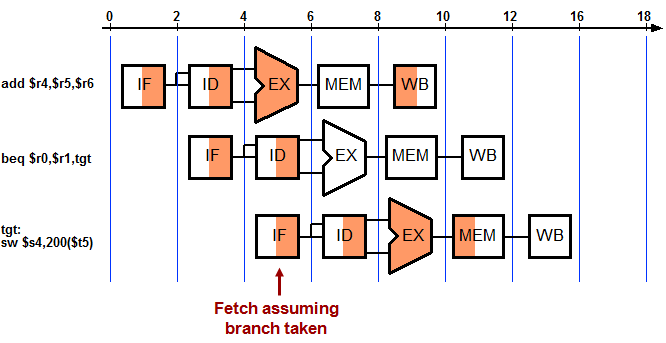 0 2 4 6 8 10 12 16 18
add $r4,$r5,$r6 IF ID EX MEM WB
beq $r0,$r1,tgt IF ID EX MEM WB
tgt:
sw $s4,200($t5) IF ID EX MEM WB
Fetch assuming
branch taken